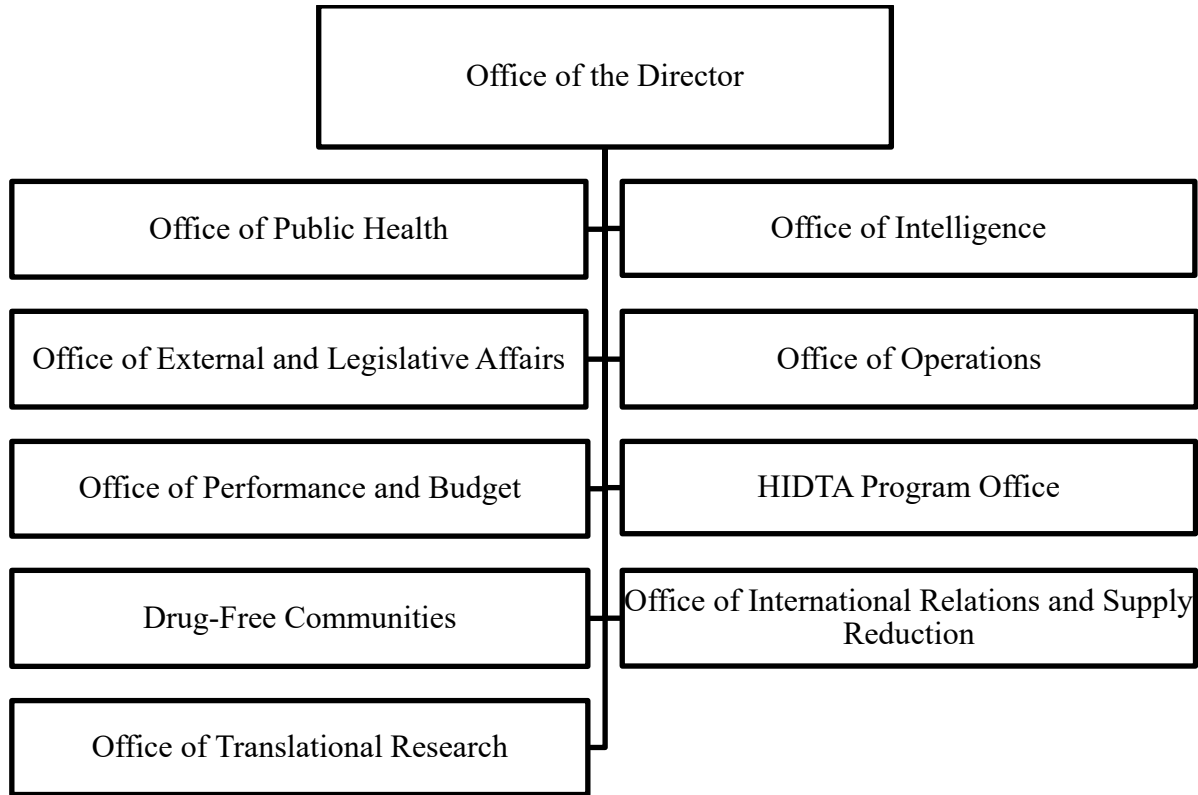 Office of the Director
Office of Public Health
Office of Intelligence
Office of External and Legislative Affairs
Office of Operations
Office of Performance and Budget
HIDTA Program Office
Drug-Free Communities
Office of International Relations and Supply
Reduction
Office of Translational Research